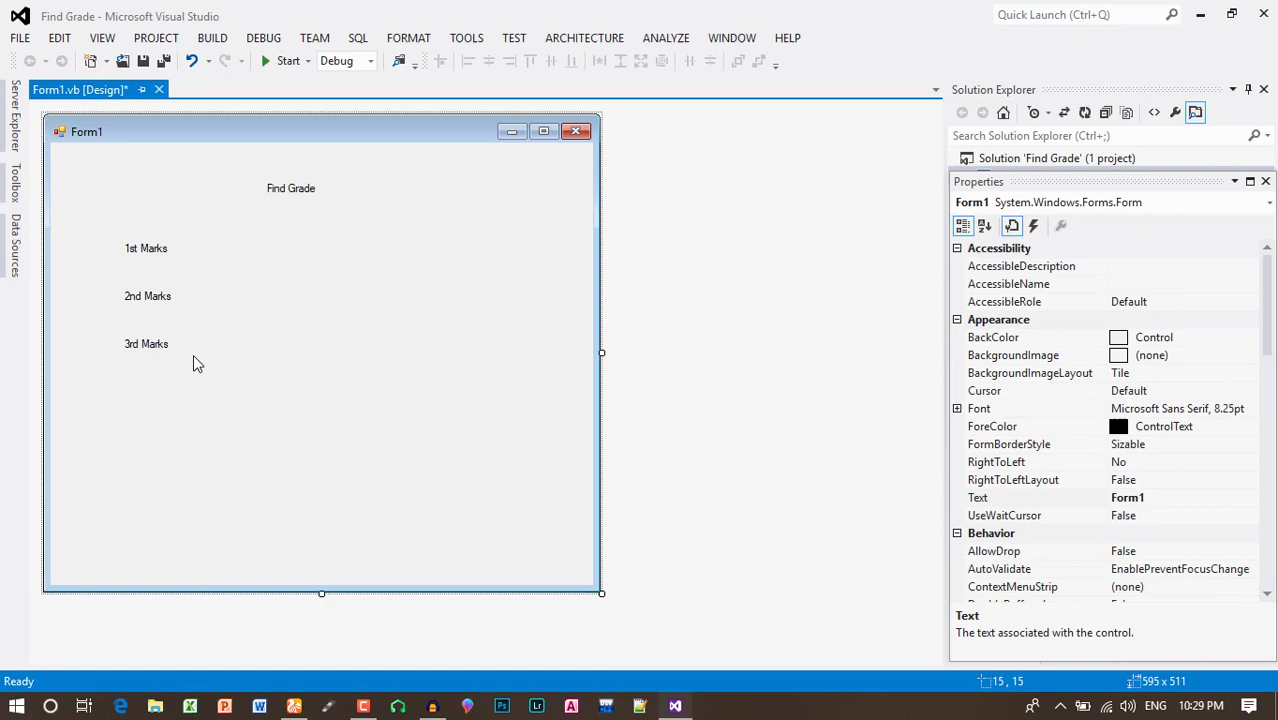 Find Grade - Microsoft Visual Studio
Quick Launch (Ctrl+Q)
FILE EDIT VIEW PROJECT BUILD DEBUG TEAM SQL FORMAT TOOLS TEST ARCHITECTURE ANALYZE WINDOW HELP
Start Debug
Form1.vb [Design]*
Solution Explorer
Search Solution Explorer (Ctrl+;)
Solution 'Find Grade' (1 project)
Server Explorer
Toolbox
Data Sources
Form1
Find Grade
1st Marks
2nd Marks
3rd Marks
Properties
Form1 System.Windows.Forms.Form
Accessibility
AccessibleDescription
AccessibleName
AccessibleRole Default
Appearance
BackColor Control
BackgroundImage (none)
BackgroundImageLayout Tile
Cursor Default
Font Microsoft Sans Serif, 8.25pt
ForeColor ControlText
FormBorderStyle Sizable
RightToLeft No
RightToLeftLayout False
Text Form1
UseWaitCursor False
Behavior
AllowDrop False
AutoValidate EnablePreventFocusChange
ContextMenuStrip (none)
Text
The text associated with the control.
Ready
15 , 15
595 x 511
ENG 10:29 PM